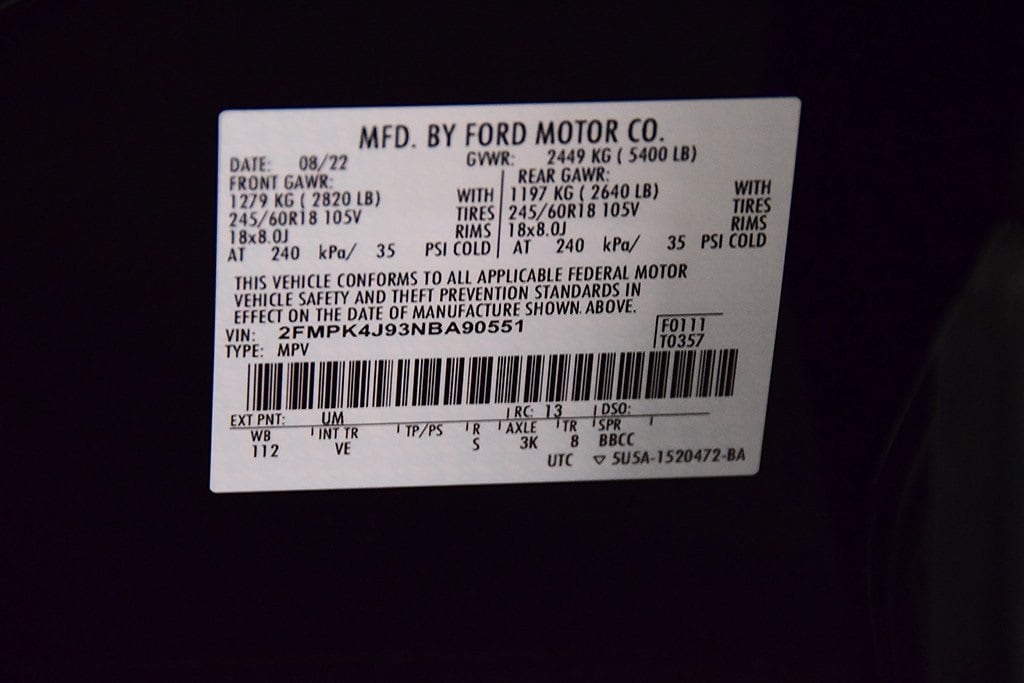 MFD. BY FORD MOTOR CO.
DATE: 08/22 GVWR: 2449 KG ( 5400 LB)
FRONT GAWR: REAR GAWR:
1279 KG ( 2820 LB) WITH 1197 KG ( 2640 LB) WITH
245/60R18 105V TIRES 245/60R18 105V TIRES
18x8.0J RIMS 18x8.0J RIMS
AT 240 kPa/ 35 PSI COLD AT 240 kPa/ 35 PSI COLD
THIS VEHICLE CONFORMS TO ALL APPLICABLE FEDERAL MOTOR
VEHICLE SAFETY AND THEFT PREVENTION STANDARDS IN
EFFECT ON THE DATE OF MANUFACTURE SHOWN. ABOVE.
VIN: 2FMPK4J93NBA90551 F0111
TYPE: MPV T0357
EXT PNT: UM RC: 13 DSO:
WB INT TR TP/PS R AXLE TR SPR
112 VE S 3K 8 BBCC
UTC ▽ 5U5A-1520472-BA